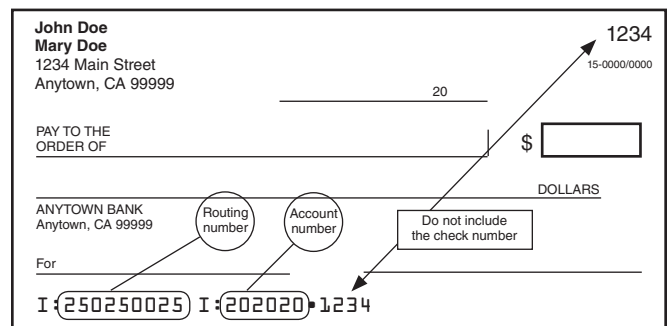 John Doe
Mary Doe
1234 Main Street
Anytown, CA 99999
1234
15-0000/0000
20
PAY TO THE
ORDER OF
$
DOLLARS
ANYTOWN BANK
Anytown, CA 99999
Routing
number
Account
number
Do not include
the check number
For
I:250250025 I:202020"1234